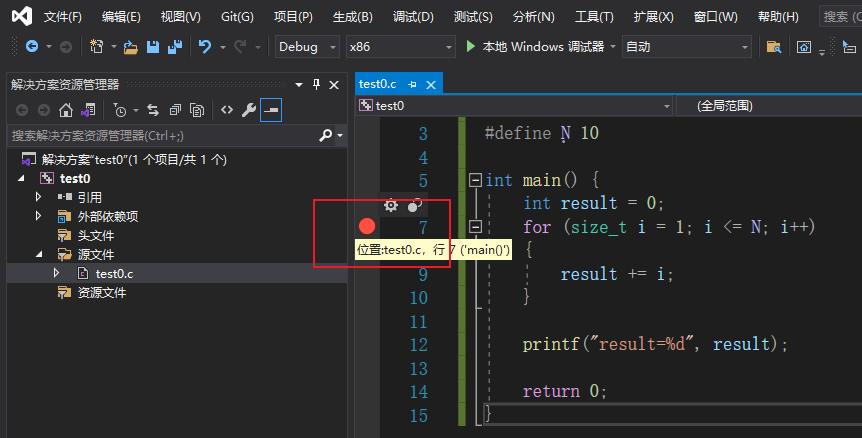 文件(F) 编辑(E) 视图(V) Git(G) 项目(P) 生成(B) 调试(D) 测试(S) 分析(N) 工具(T) 扩展(X) 窗口(W) 帮助(H) 搜索 (C
Debug x86 本地 Windows 调试器 自动
解决方案资源管理器
搜索解决方案资源管理器(Ctrl+;)
解决方案"test0"(1 个项目/共 1 个)
test0
引用
外部依赖项
头文件
源文件
test0.c
资源文件
test0.c
test0 (全局范围)
3 #define N 10
4
5 int main() {
int result = 0;
7 for (size_t i = 1; i <= N; i++)
位置:test0.c，行 7 ('main()')
{
9 result += i;
10 }
11
12 printf("result=%d", result);
13
14 return 0;
15 }